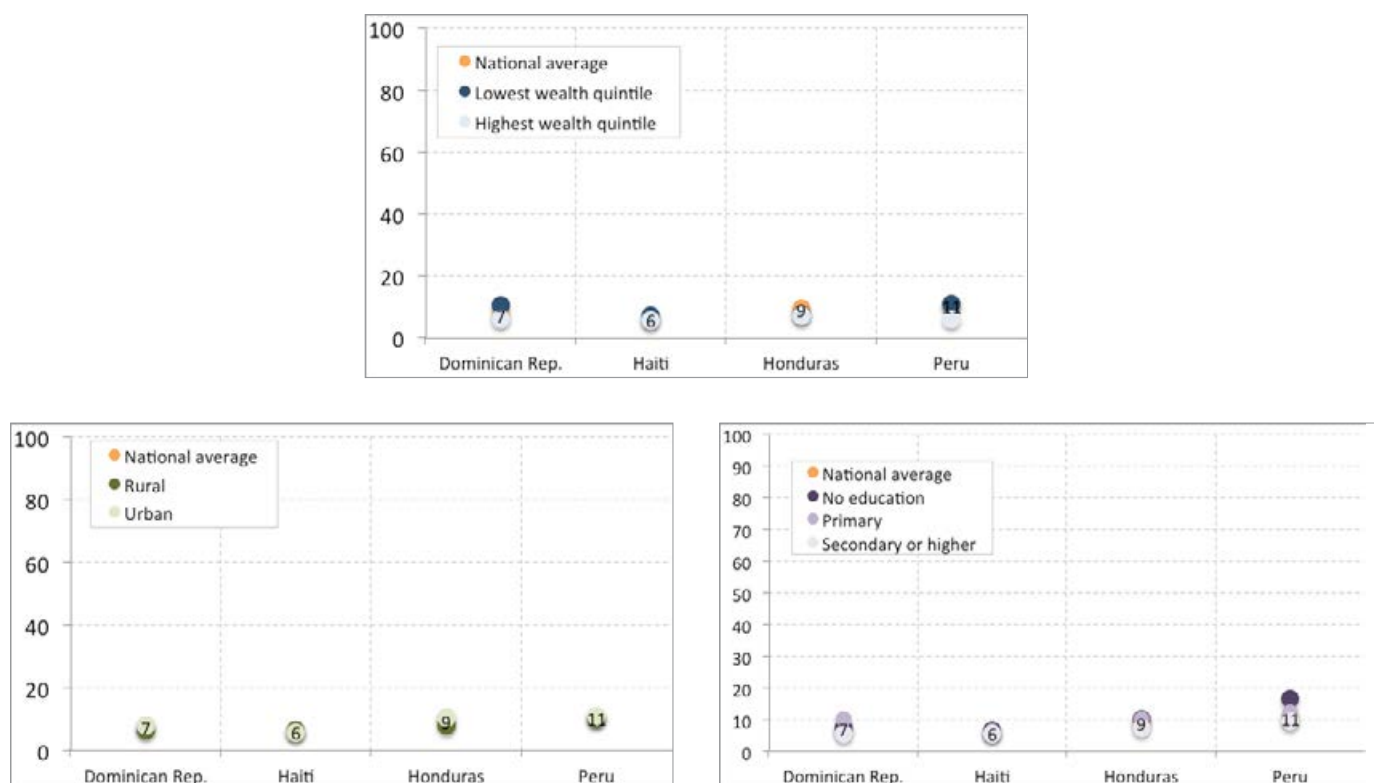 100
80
60
40
20
0
National average
Lowest wealth quintile
Highest wealth quintile
7
6
9
11
Dominican Rep.
Haiti
Honduras
Peru
100
80
60
40
20
0
National average
Rural
Urban
7
6
9
11
Dominican Rep.
Haiti
Honduras
Peru
100
90
80
70
60
50
40
30
20
10
0
National average
No education
Primary
Secondary or higher
7
6
9
11
Dominican Rep.
Haiti
Honduras
Peru